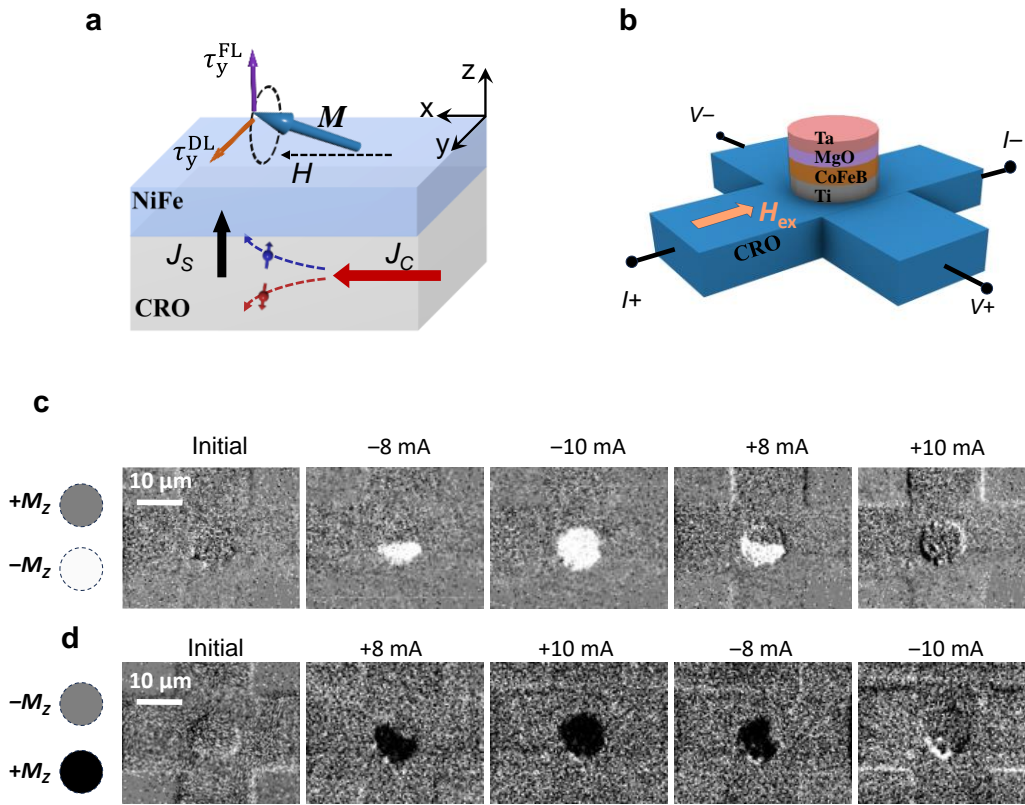 a
τ_y^FL
M
τ_y^DL
H
z
x
y
NiFe
J_S
J_C
CRO
b
V−
I−
Ta
MgO
CoFeB
Ti
H_ex
CRO
I+
V+
c
Initial
−8 mA
−10 mA
+8 mA
+10 mA
10 μm
+M_z
−M_z
d
Initial
+8 mA
+10 mA
−8 mA
−10 mA
10 μm
−M_z
+M_z